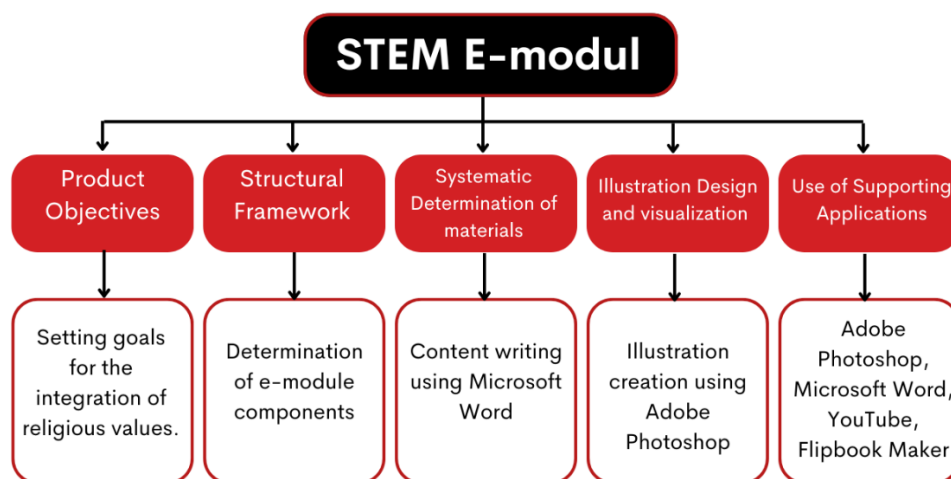 STEM E-modul
Product
Objectives
Structural
Framework
Systematic
Determination of
materials
Illustration Design
and visualization
Use of Supporting
Applications
Setting goals
for the
integration of
religious values.
Determination
of e-module
components
Content writing
using Microsoft
Word
Illustration
creation using
Adobe
Photoshop
Adobe
Photoshop,
Microsoft Word,
YouTube,
Flipbook Maker